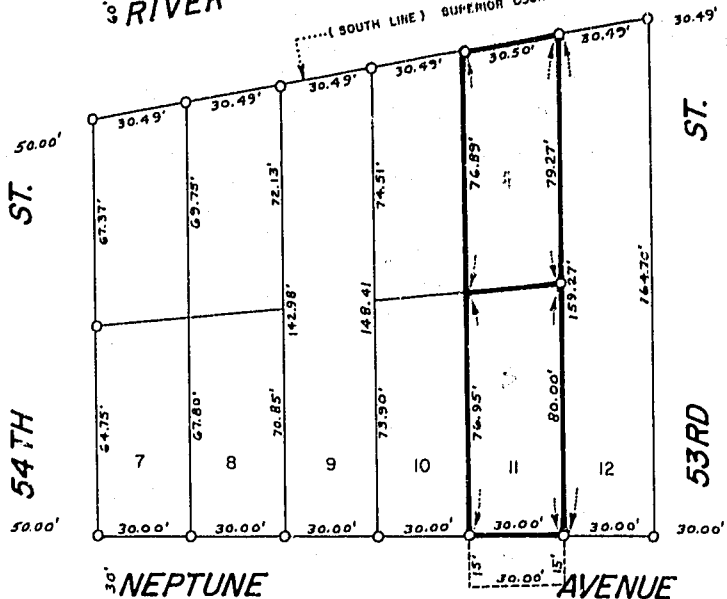 60' RIVER
(SOUTH LINE) SUPERIOR
30.49' 30.49' 30.49' 30.49' 30.50' 30.49' 30.49'
50.00'
ST. ST.
67.37' 69.75' 72.13' 74.51' 76.89' 79.27'
142.98' 148.41 159.27' 164.70'
64.75' 67.80' 70.85' 73.90' 76.95' 80.00'
54TH 53RD
7 8 9 10 11 12
50.00' 30.00' 30.00' 30.00' 30.00' 30.00' 30.00' 30.00'
15' 30.00' 15'
30' NEPTUNE AVENUE